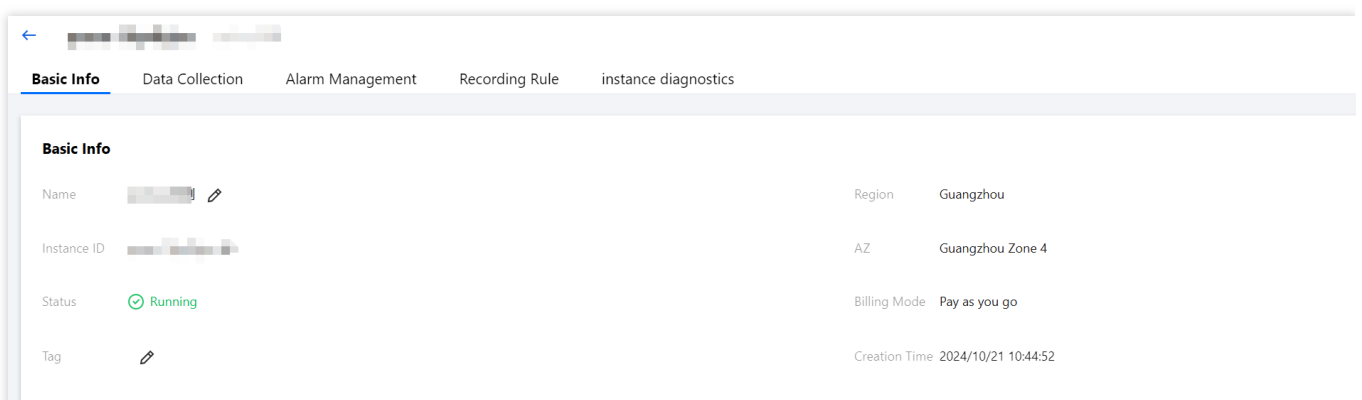 Basic Info Data Collection Alarm Management Recording Rule instance diagnostics
Basic Info
Name Region Guangzhou
Instance ID AZ Guangzhou Zone 4
Status Running Billing Mode Pay as you go
Tag Creation Time 2024/10/21 10:44:52